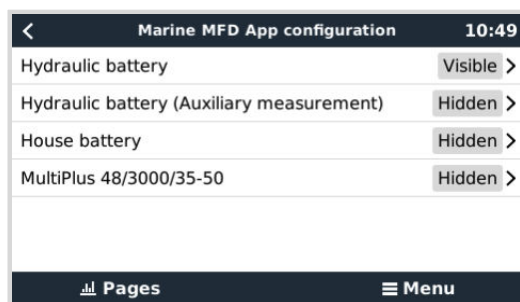 Marine MFD App configuration 10:49
Hydraulic battery Visible
Hydraulic battery (Auxiliary measurement) Hidden
House battery Hidden
MultiPlus 48/3000/35-50 Hidden
Pages Menu